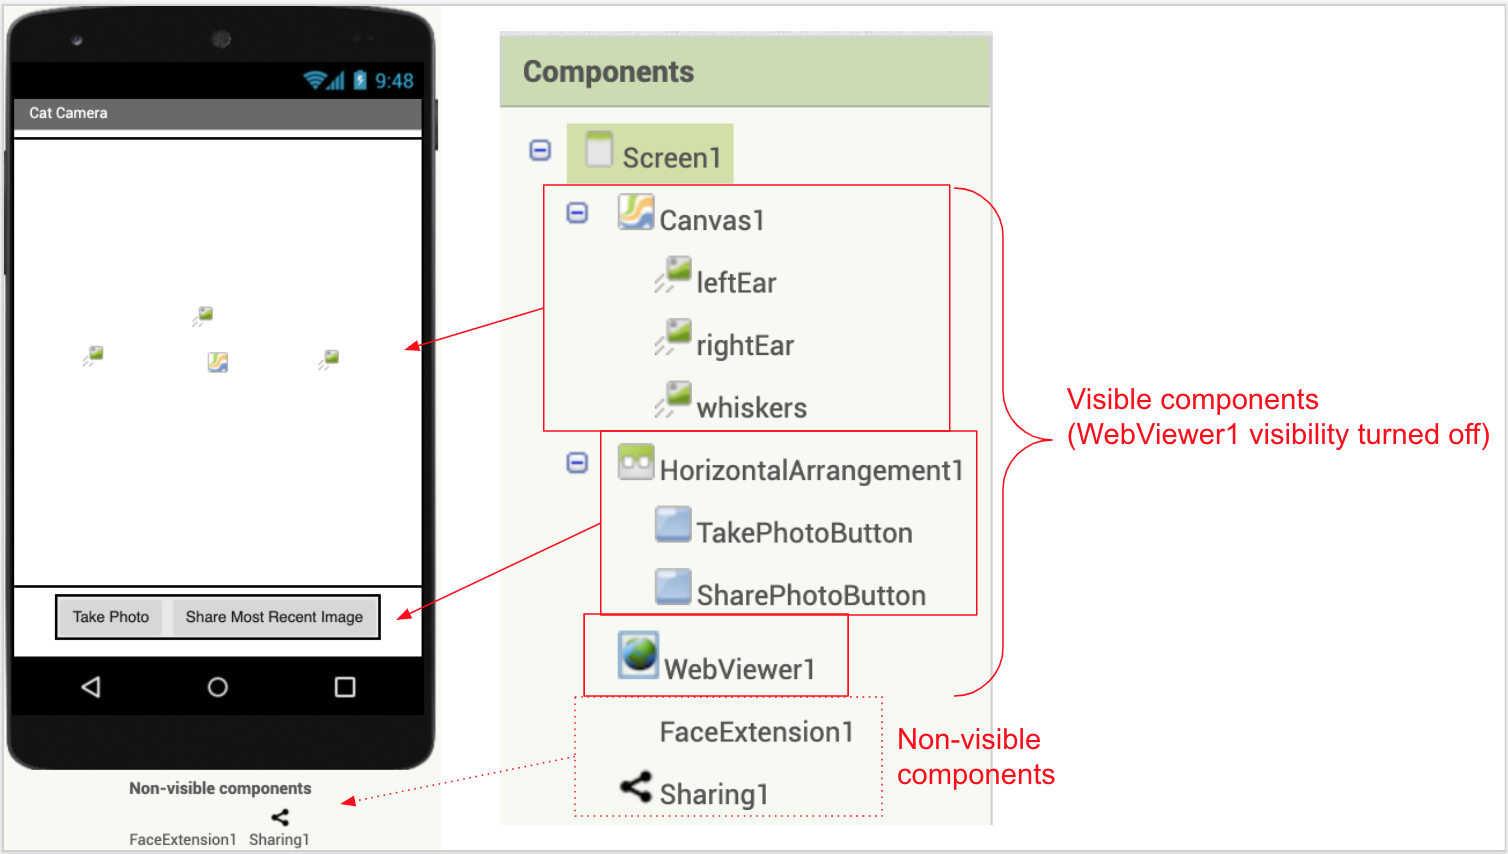 9:48
Cat Camera
Take Photo
Share Most Recent Image
Non-visible components
FaceExtension1
Sharing1
Components
Screen1
Canvas1
leftEar
rightEar
whiskers
HorizontalArrangement1
TakePhotoButton
SharePhotoButton
WebViewer1
FaceExtension1
Sharing1
Visible components
(WebViewer1 visibility turned off)
Non-visible
components